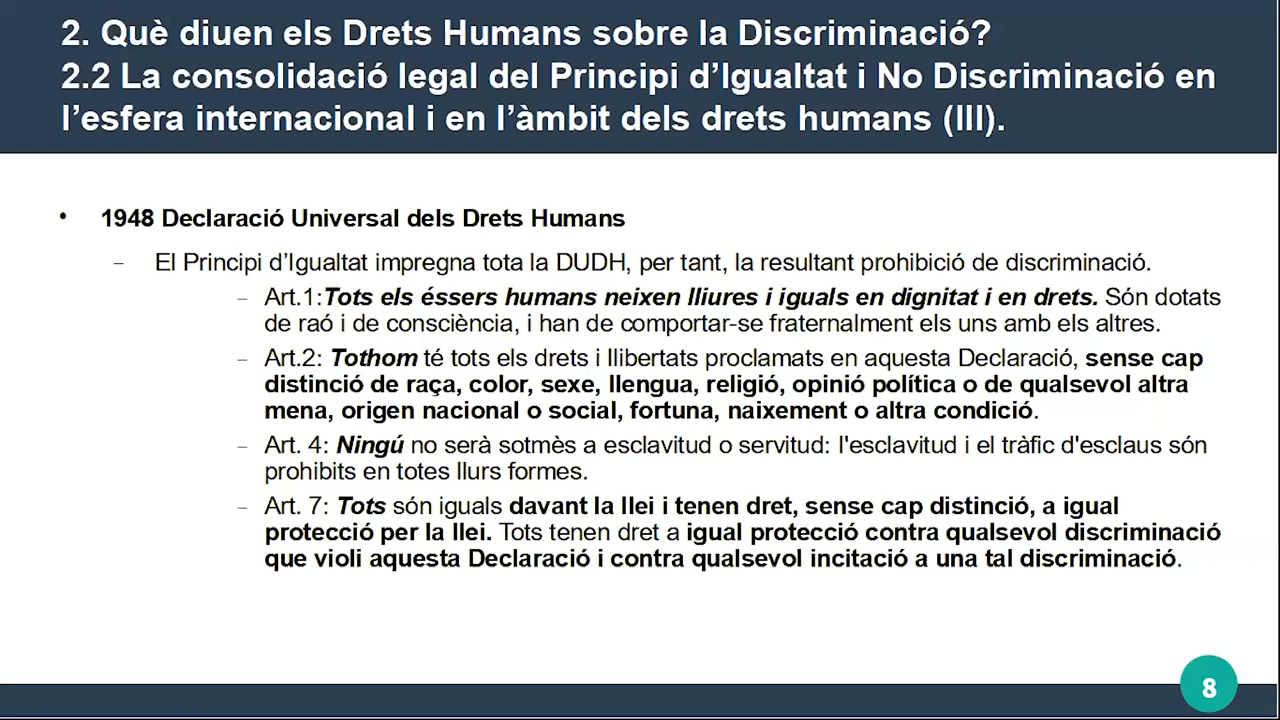 2. Què diuen els Drets Humans sobre la Discriminació?
2.2 La consolidació legal del Principi d’Igualtat i No Discriminació en
l’esfera internacional i en l’àmbit dels drets humans (III).
• 1948 Declaració Universal dels Drets Humans
– El Principi d’Igualtat impregna tota la DUDH, per tant, la resultant prohibició de discriminació.
– Art.1:Tots els éssers humans neixen lliures i iguals en dignitat i en drets. Són dotats
de raó i de consciència, i han de comportar-se fraternalment els uns amb els altres.
– Art.2: Tothom té tots els drets i llibertats proclamats en aquesta Declaració, sense cap
distinció de raça, color, sexe, llengua, religió, opinió política o de qualsevol altra
mena, origen nacional o social, fortuna, naixement o altra condició.
– Art. 4: Ningú no serà sotmès a esclavitud o servitud: l'esclavitud i el tràfic d'esclaus són
prohibits en totes llurs formes.
– Art. 7: Tots són iguals davant la llei i tenen dret, sense cap distinció, a igual
protecció per la llei. Tots tenen dret a igual protecció contra qualsevol discriminació
que violi aquesta Declaració i contra qualsevol incitació a una tal discriminació.
8